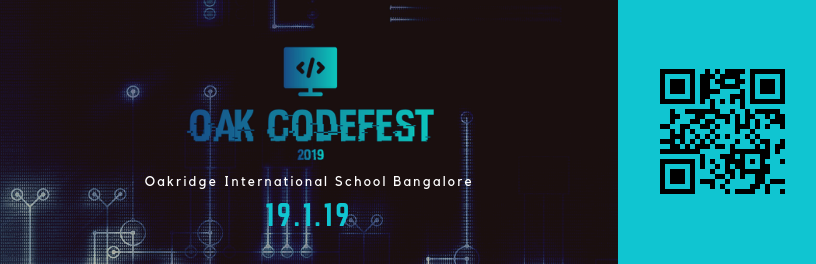 </>
OAK CODEFEST
2019
Oakridge International School Bangalore
19.1.19